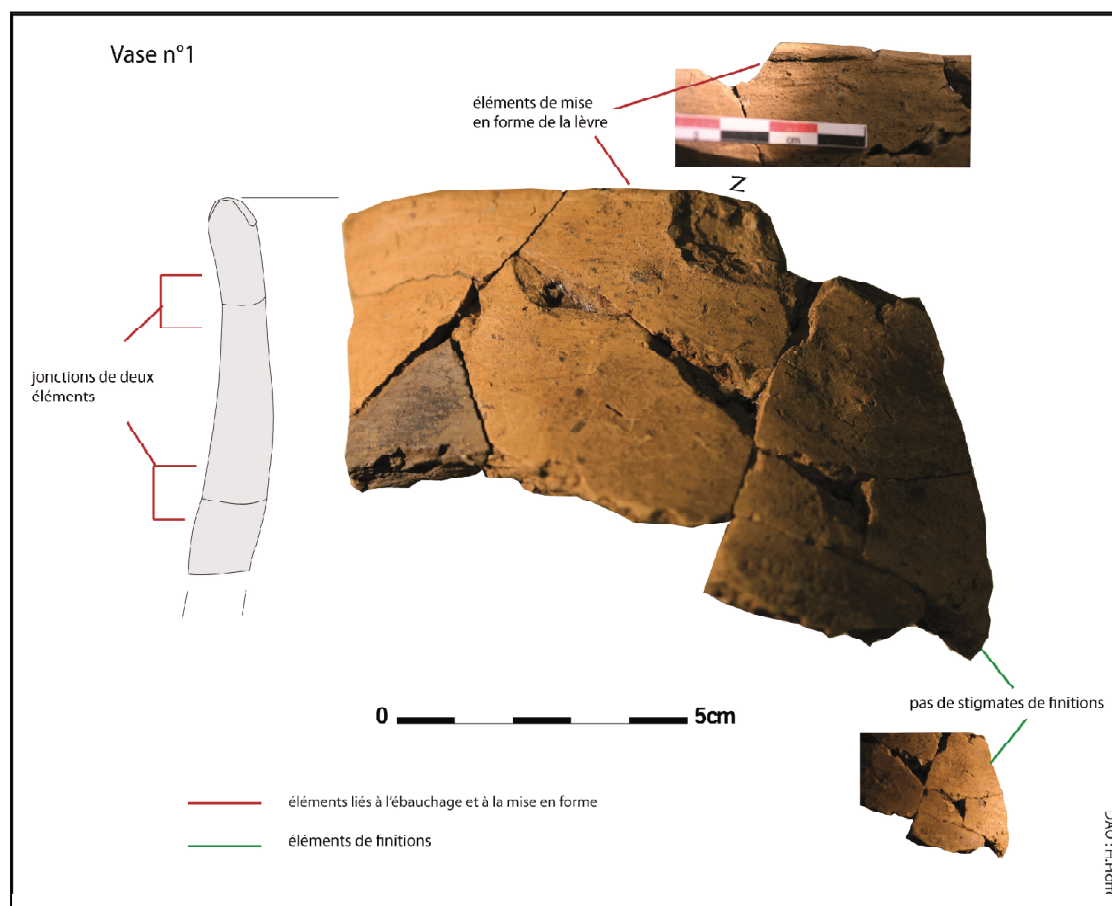 Vase n°1
éléments de mise
en forme de la lèvre
cm
Z
jonctions de deux
éléments
0 5cm
pas de stigmates de finitions
éléments liés à l'ébauchage et à la mise en forme
éléments de finitions